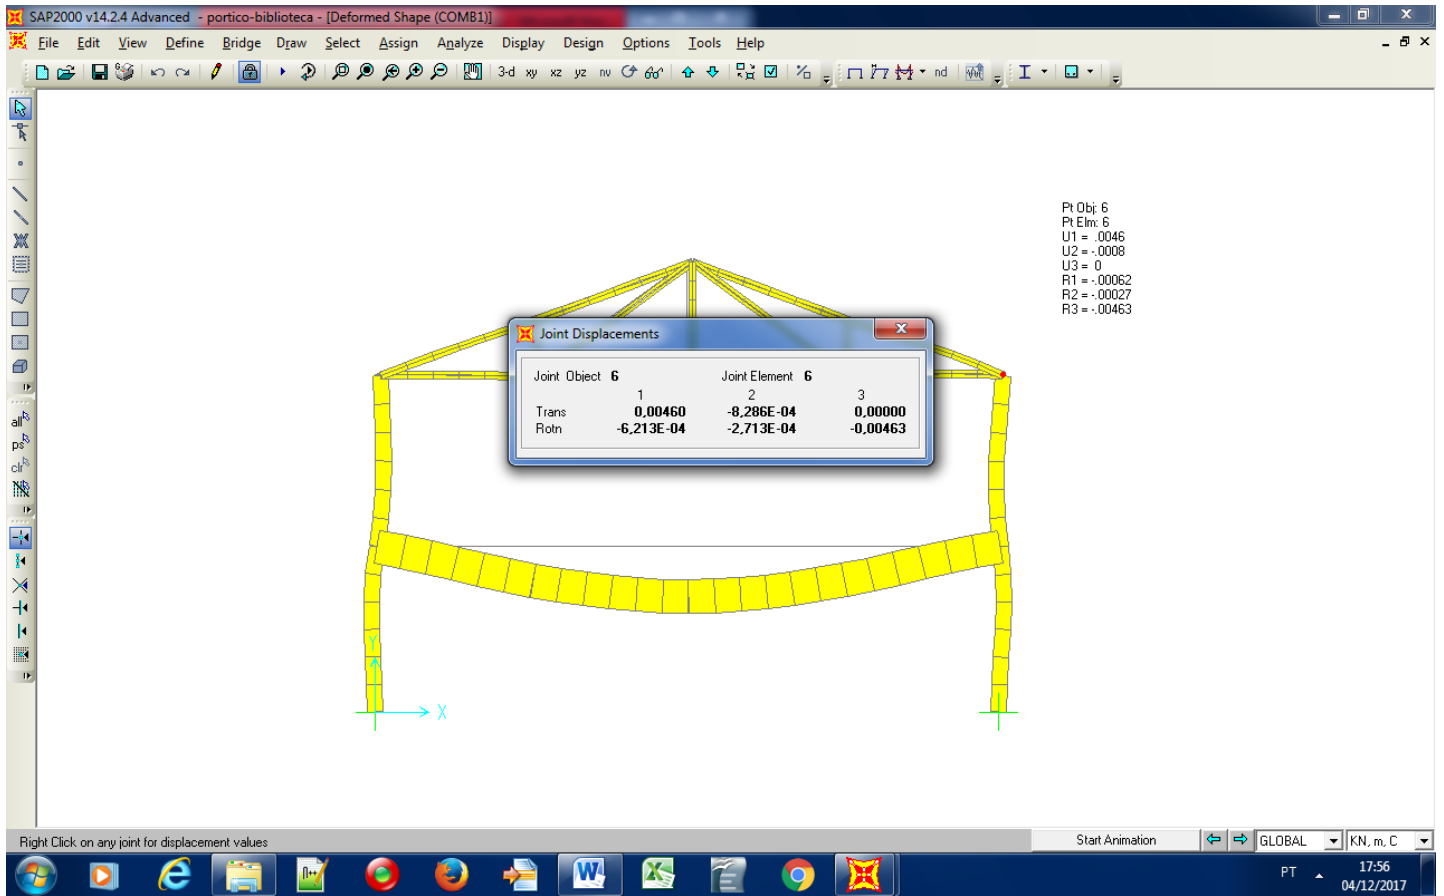 SAP2000 v14.2.4 Advanced - portico-biblioteca - [Deformed Shape (COMB1)]
File Edit View Define Bridge Draw Select Assign Analyze Display Design Options Tools Help
3-d xy xz yz nv nd
Pt Obj: 6
Pt Elm: 6
U1 = .0046
U2 = -.0008
U3 = 0
R1 = -.00062
R2 = -.00027
R3 = -.00463
Joint Displacements
Joint Object 6 Joint Element 6
1 2 3
Trans 0,00460 -8,286E-04 0,00000
Rotn -6,213E-04 -2,713E-04 -0,00463
all
ps
clr
Y
X
Right Click on any joint for displacement values
Start Animation
GLOBAL
KN, m, C
PT
17:56
04/12/2017